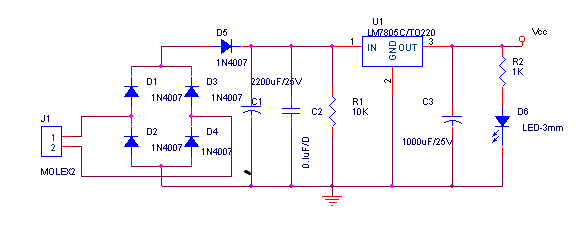 U1
LM7805C/TO220
Vcc
D5
1
IN
OUT
3
GND
2
1N4007
R2
1K
D1
D3
1N4007
1N4007
2200uF/25V
C1
C2
R1
10K
C3
J1
1
2
D2
D4
1N4007
1N4007
D6
LED-3mm
0.1uF/D
1000uF/25V
MOLEX2